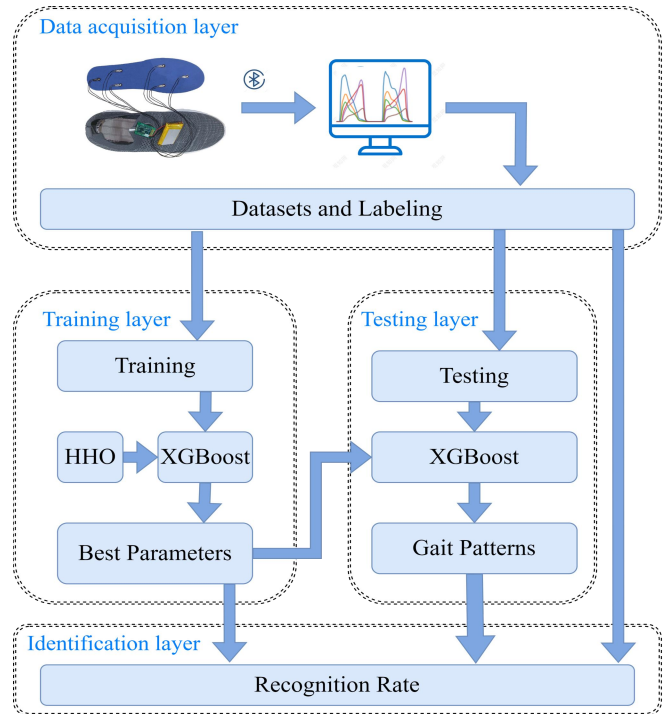 Data acquisition layer
Datasets and Labeling
Training layer
Testing layer
Training
Testing
HHO
XGBoost
XGBoost
Best Parameters
Gait Patterns
Identification layer
Recognition Rate